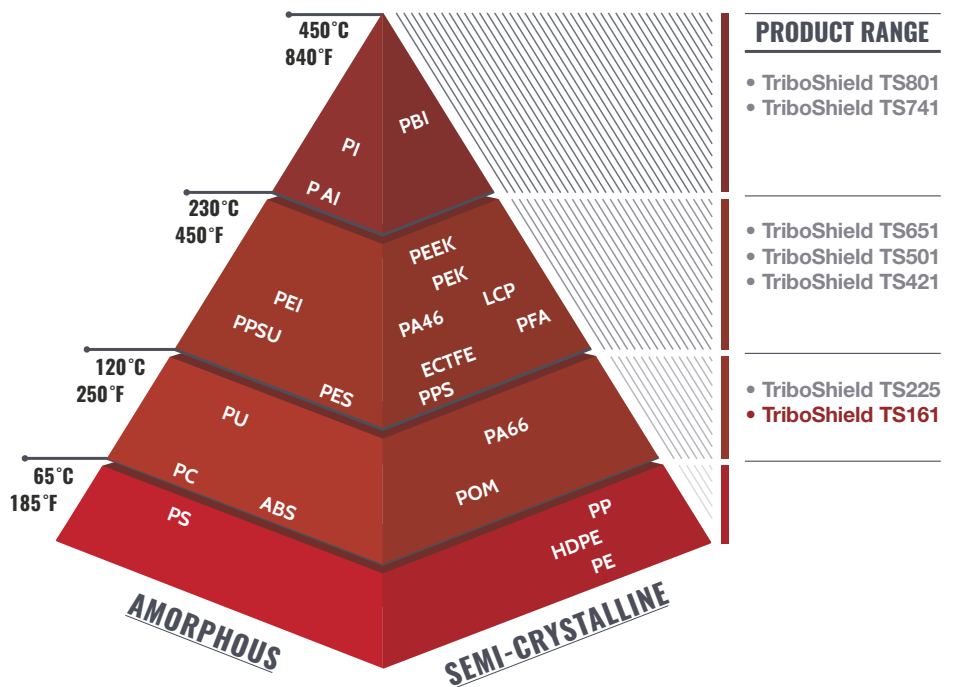 450°C
840°F
PRODUCT RANGE
• TriboShield TS801
• TriboShield TS741
PBI
PI
P AI
230°C
450°F
• TriboShield TS651
• TriboShield TS501
• TriboShield TS421
PEEK
PEK
LCP
PEI
PA46
PFA
PPSU
ECTFE
PES
PPS
120°C
250°F
• TriboShield TS225
• TriboShield TS161
PU
PA66
PC
ABS
POM
65°C
185°F
PS
PP
HDPE
PE
AMORPHOUS
SEMI-CRYSTALLINE